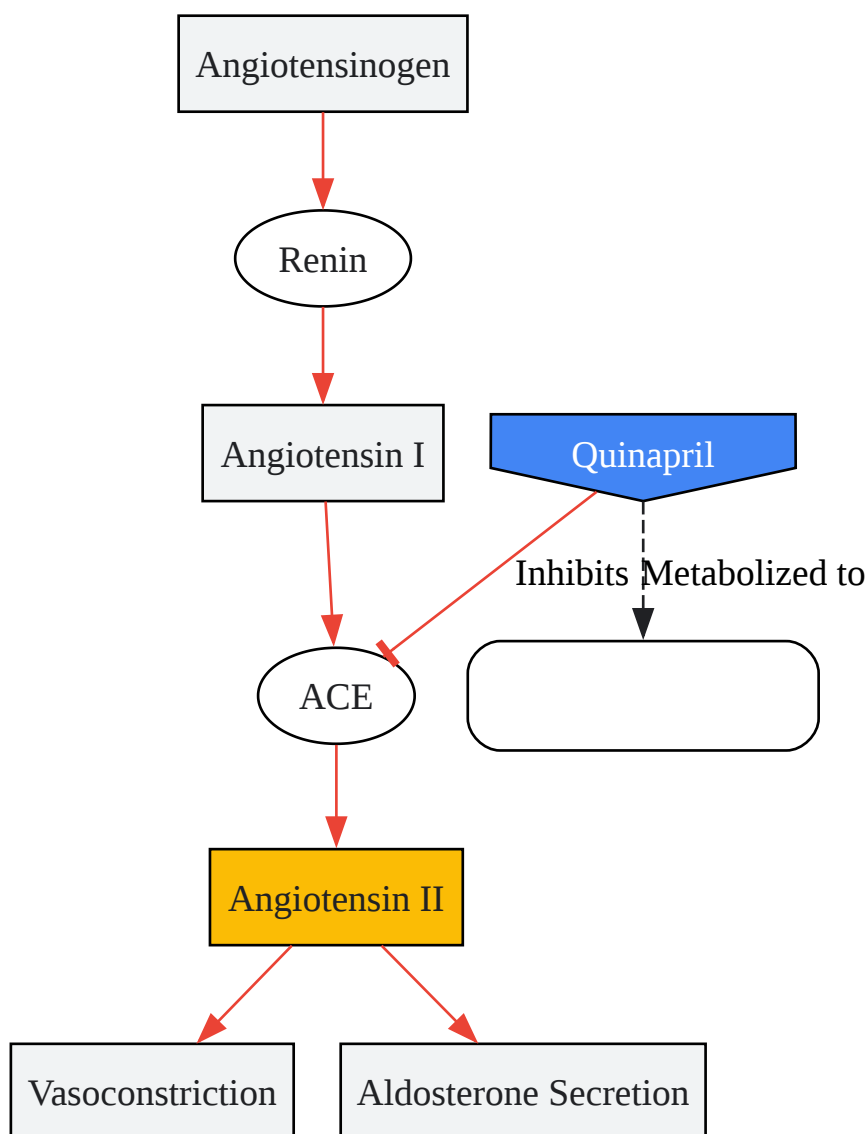 Angiotensinogen
Renin
Angiotensin I
Quinapril
Inhibits
Metabolized to
ACE
Angiotensin II
Vasoconstriction
Aldosterone Secretion